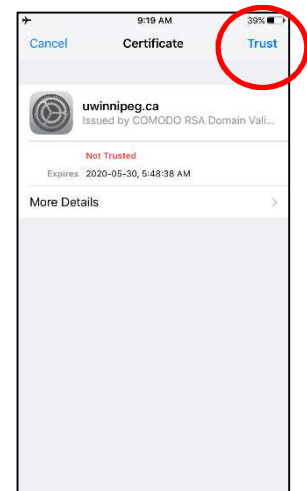 9:19 AM 39%
Cancel Certificate Trust
uwinnipeg.ca
Issued by COMODO RSA Domain Vali...
Not Trusted
Expires 2020-05-30, 5:48:38 AM
More Details